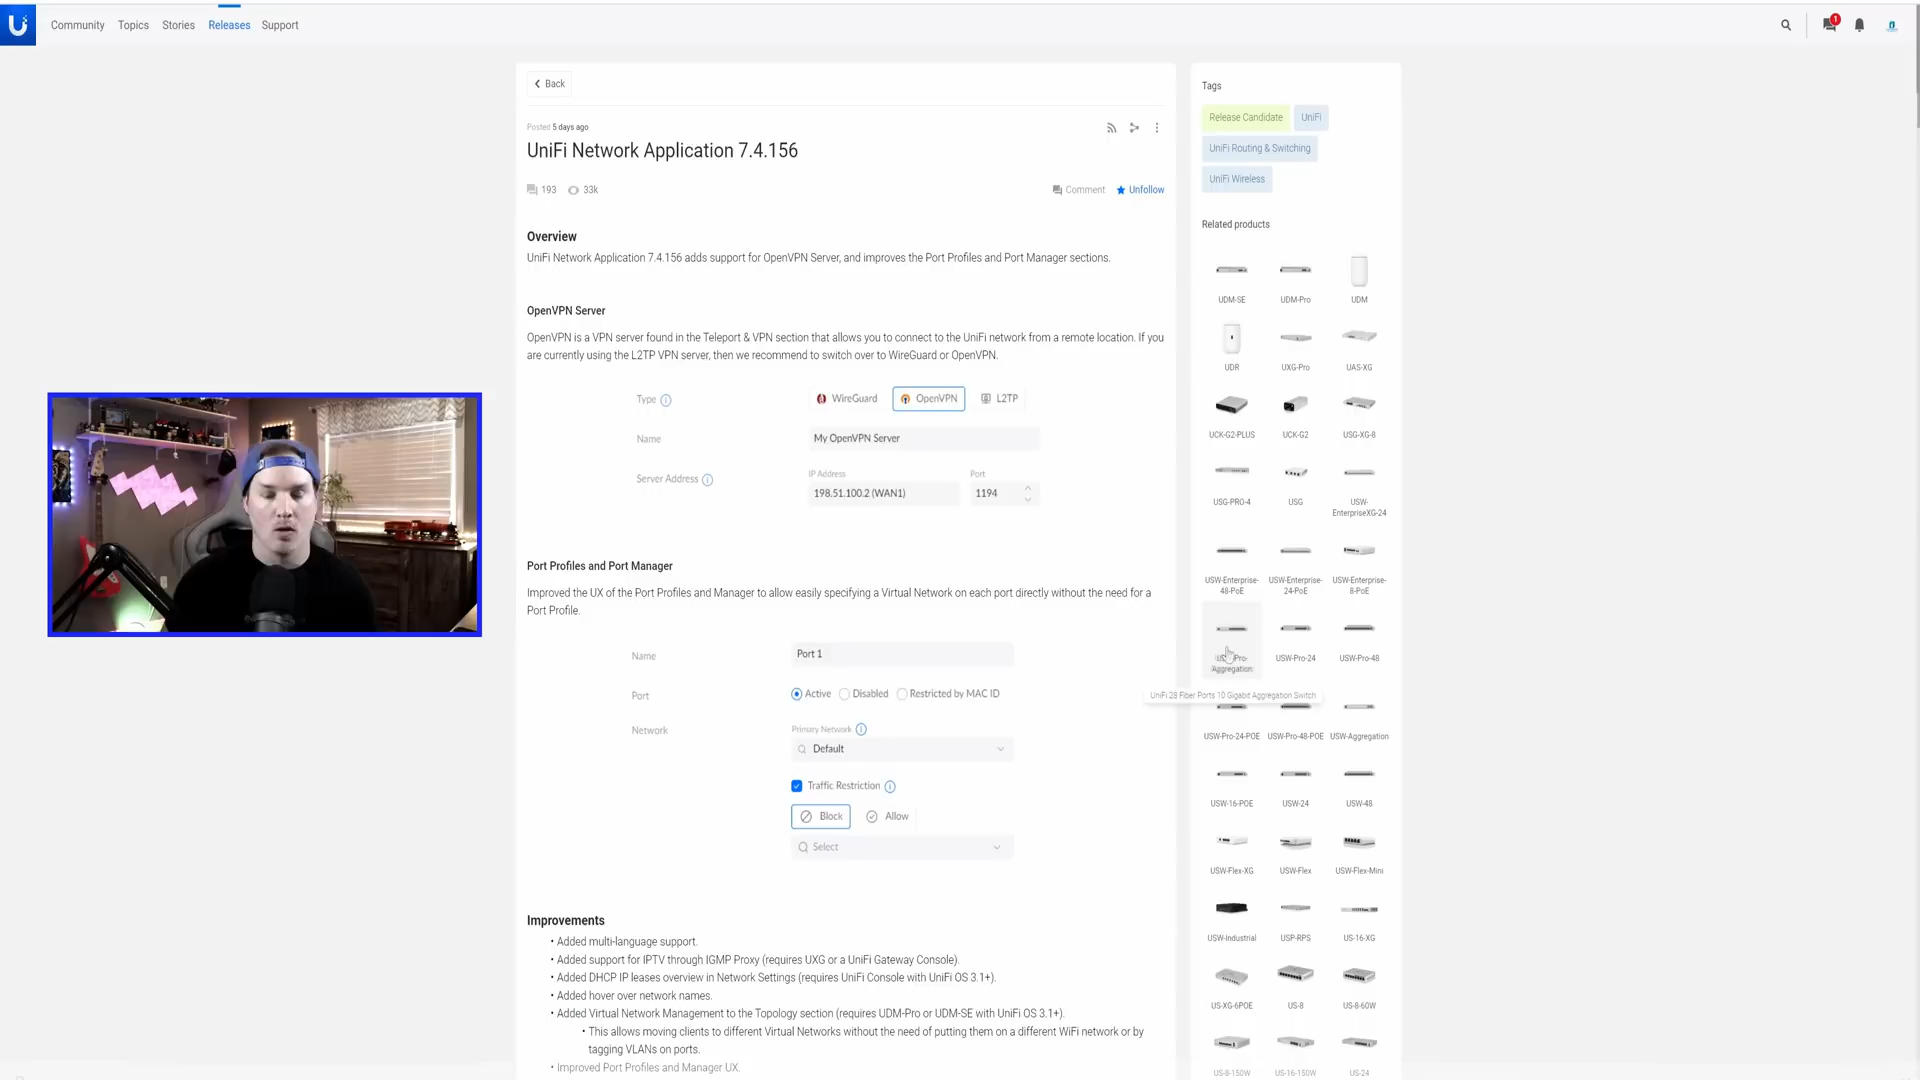 Community Topics Stories Releases Support
1
Back
Posted 5 days ago
UniFi Network Application 7.4.156
193 33k
Comment Unfollow
Overview
UniFi Network Application 7.4.156 adds support for OpenVPN Server, and improves the Port Profiles and Port Manager sections.
OpenVPN Server
OpenVPN is a VPN server found in the Teleport & VPN section that allows you to connect to the UniFi network from a remote location. If you
are currently using the L2TP VPN server, then we recommend to switch over to WireGuard or OpenVPN.
Type WireGuard OpenVPN L2TP
Name My OpenVPN Server
Server Address
IP Address Port
198.51.100.2 (WAN1) 1194
Port Profiles and Port Manager
Improved the UX of the Port Profiles and Manager to allow easily specifying a Virtual Network on each port directly without the need for a
Port Profile.
Name Port 1
Port Active Disabled Restricted by MAC ID
Network Primary Network
Default
Traffic Restriction
Block Allow
Select
Improvements
• Added multi-language support.
• Added support for IPTV through IGMP Proxy (requires UXG or a UniFi Gateway Console).
• Added DHCP IP leases overview in Network Settings (requires UniFi Console with UniFi OS 3.1+).
• Added hover over network names.
• Added Virtual Network Management to the Topology section (requires UDM-Pro or UDM-SE with UniFi OS 3.1+).
• This allows moving clients to different Virtual Networks without the need of putting them on a different WiFi network or by
tagging VLANs on ports.
• Improved Port Profiles and Manager UX.
Tags
Release Candidate UniFi
UniFi Routing & Switching
UniFi Wireless
Related products
UDM-SE UDM-Pro UDM
UDR UXG-Pro UAS-XG
UCK-G2-PLUS UCK-G2 USG-XG-8
USG-PRO-4 USG USW-
EnterpriseXG-24
USW-Enterprise- USW-Enterprise- USW-Enterprise-
48-PoE 24-PoE 8-PoE
Pro- USW-Pro-24 USW-Pro-48
Aggregation
UniFi 28 Fiber Ports 10 Gigabit Aggregation Switch
USW-Pro-24-POE USW-Pro-48-POE USW-Aggregation
USW-16-POE USW-24 USW-48
USW-Flex-XG USW-Flex USW-Flex-Mini
USW-Industrial USP-RPS US-16-XG
US-XG-6POE US-8 US-8-60W
US-8-150W US-16-150W US-24